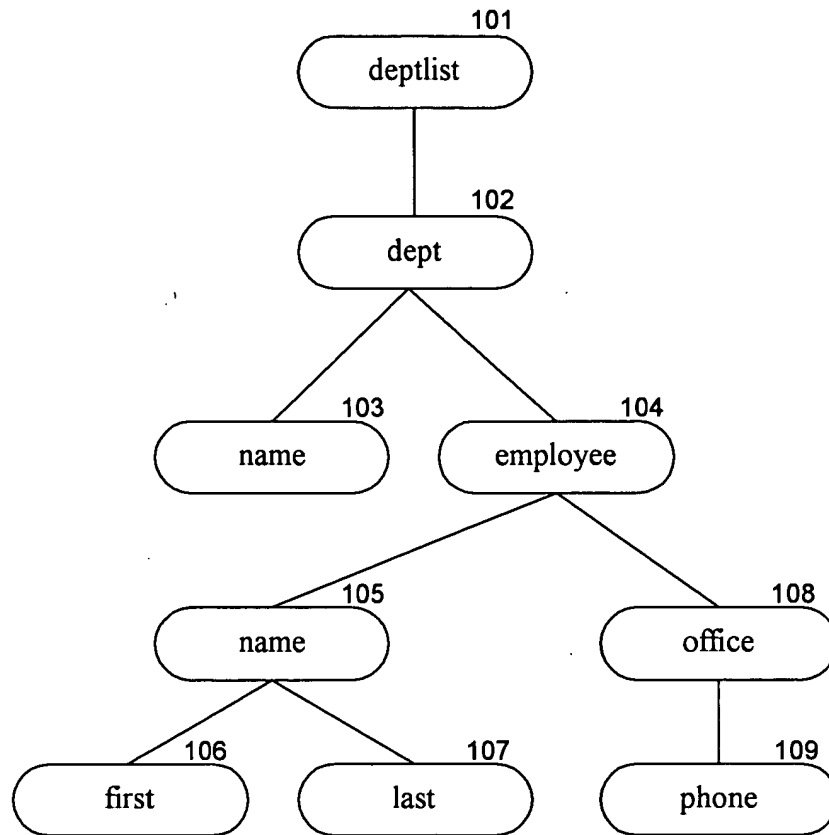 101
deptlist
102
dept
103
name
104
employee
105
name
108
office
106
first
107
last
109
phone